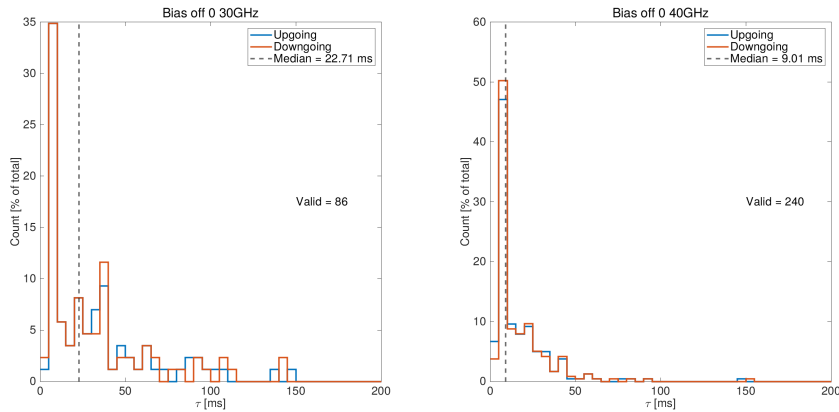 Bias off 0 30GHz
35
30
25
20
15
10
5
0
Count [% of total]
0
50
100
150
200
τ [ms]
Upgoing
Downgoing
Median = 22.71 ms
Valid = 86
Bias off 0 40GHz
60
50
40
30
20
10
0
Count [% of total]
0
50
100
150
200
τ [ms]
Upgoing
Downgoing
Median = 9.01 ms
Valid = 240